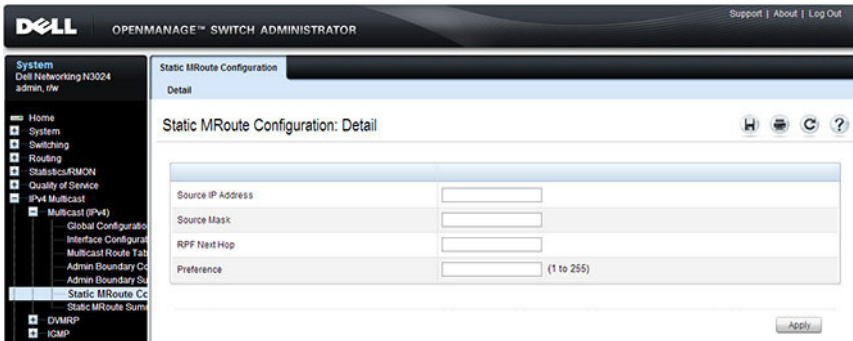 Support | About | Log Out
DELL OPENMANAGE™ SWITCH ADMINISTRATOR
System
Dell Networking N3024
admin, r/w
Home
System
Switching
Routing
Statistics/RMON
Quality of Service
IPv4 Multicast
Multicast (IPv4)
Global Configuratio
Interface Configurat
Multicast Route Tab
Admin Boundary Co
Admin Boundary Su
Static MRoute Co
Static MRoute Summ
DVMRP
IGMP
Static MRoute Configuration
Detail
Static MRoute Configuration: Detail
?
Source IP Address
Source Mask
RPF Next Hop
Preference (1 to 255)
Apply